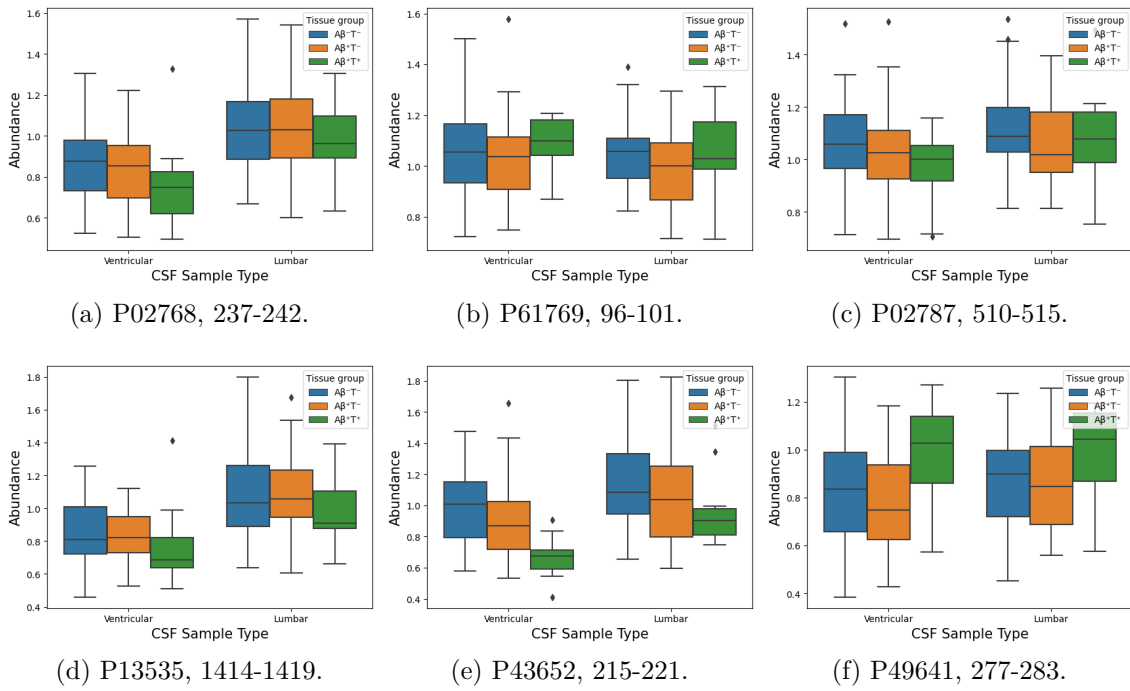 1.6
1.4
1.2
1.0
0.8
0.6
Abundance
Ventricular
Lumbar
CSF Sample Type
Tissue group
Aβ⁻T⁻
Aβ⁺T⁻
Aβ⁺T⁺
(a) P02768, 237-242.
1.6
1.4
1.2
1.0
0.8
Abundance
Ventricular
Lumbar
CSF Sample Type
Tissue group
Aβ⁻T⁻
Aβ⁺T⁻
Aβ⁺T⁺
(b) P61769, 96-101.
1.4
1.2
1.0
0.8
Abundance
Ventricular
Lumbar
CSF Sample Type
Tissue group
Aβ⁻T⁻
Aβ⁺T⁻
Aβ⁺T⁺
(c) P02787, 510-515.
1.8
1.6
1.4
1.2
1.0
0.8
0.6
0.4
Abundance
Ventricular
Lumbar
CSF Sample Type
Tissue group
Aβ⁻T⁻
Aβ⁺T⁻
Aβ⁺T⁺
(d) P13535, 1414-1419.
1.8
1.6
1.4
1.2
1.0
0.8
0.6
0.4
Abundance
Ventricular
Lumbar
CSF Sample Type
Tissue group
Aβ⁻T⁻
Aβ⁺T⁻
Aβ⁺T⁺
(e) P43652, 215-221.
1.2
1.0
0.8
0.6
0.4
Abundance
Ventricular
Lumbar
CSF Sample Type
Tissue group
Aβ⁻T⁻
Aβ⁺T⁻
Aβ⁺T⁺
(f) P49641, 277-283.